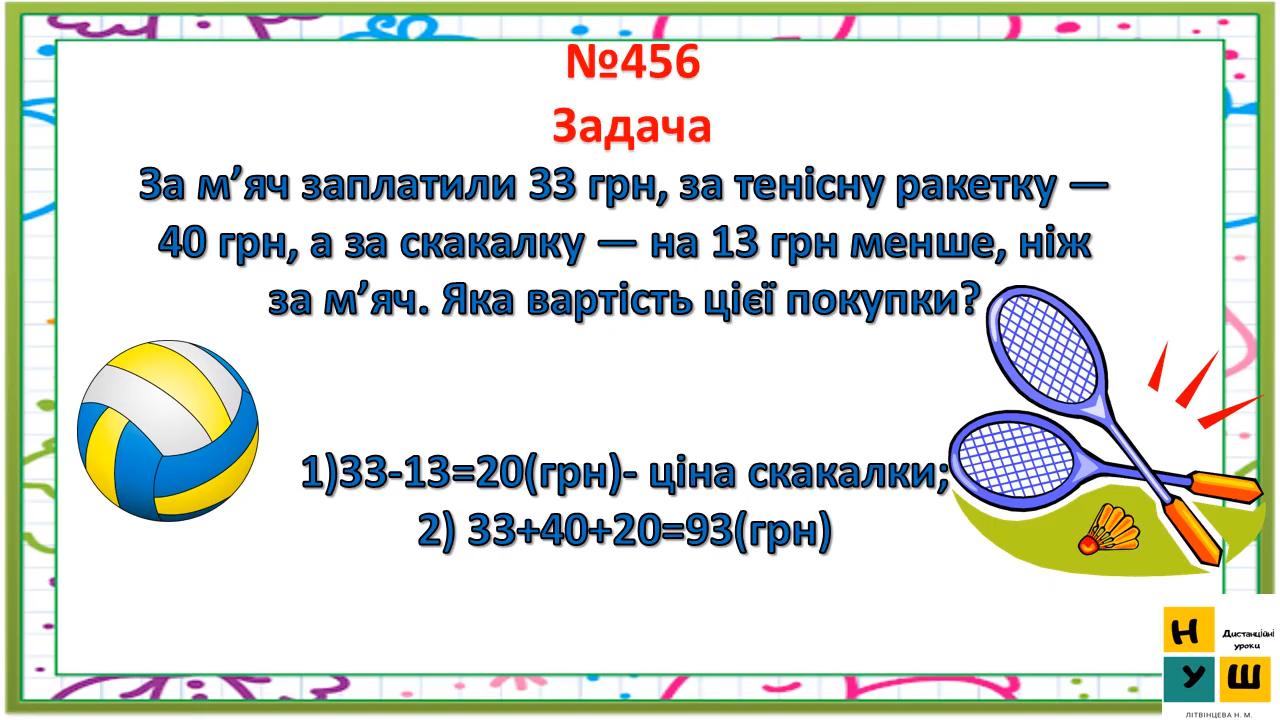 №456
Задача
За м’яч заплатили 33 грн, за тенісну ракетку —
40 грн, а за скакалку — на 13 грн менше, ніж
за м’яч. Яка вартість цієї покупки?
1)33-13=20(грн)- ціна скакалки;
2) 33+40+20=93(грн)
Н
Дистанційні
уроки
У Ш
ЛІТВІНЦЕВА Н. М.